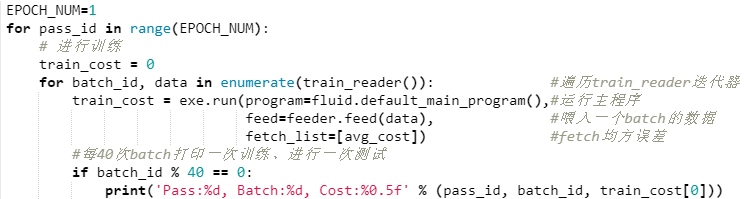 EPOCH_NUM=1
for pass_id in range(EPOCH_NUM):
    # 进行训练
    train_cost = 0
    for batch_id, data in enumerate(train_reader()):              #遍历train_reader迭代器
        train_cost = exe.run(program=fluid.default_main_program(),#运行主程序
                             feed=feeder.feed(data),              #喂入一个batch的数据
                             fetch_list=[avg_cost])               #fetch均方误差
        #每40次batch打印一次训练、进行一次测试
        if batch_id % 40 == 0:
            print('Pass:%d, Batch:%d, Cost:%0.5f' % (pass_id, batch_id, train_cost[0]))